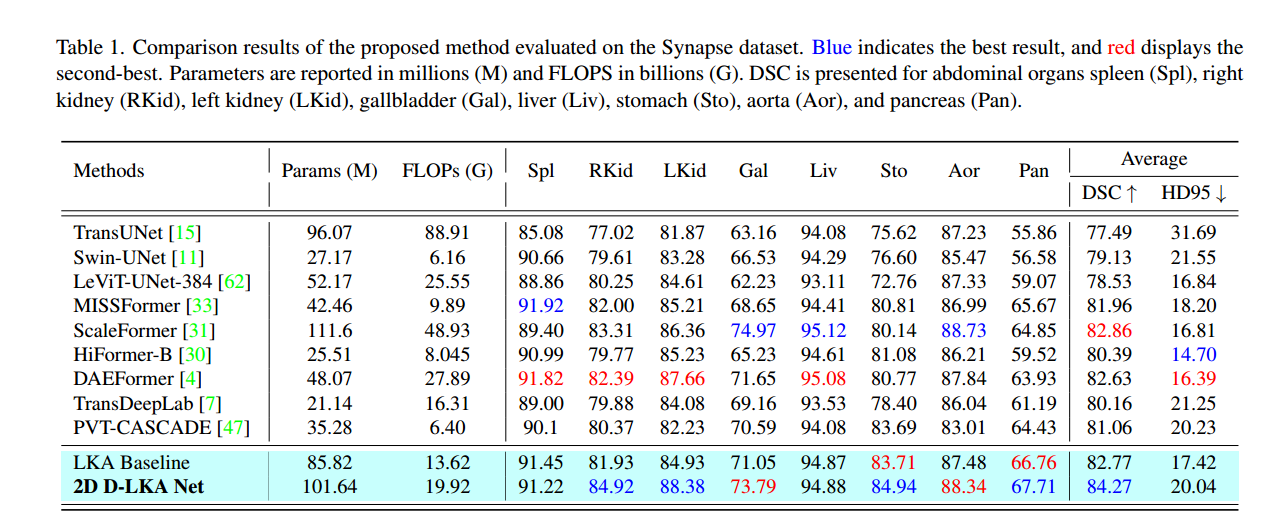 Table 1. Comparison results of the proposed method evaluated on the Synapse dataset. Blue indicates the best result, and red displays the
second-best. Parameters are reported in millions (M) and FLOPS in billions (G). DSC is presented for abdominal organs spleen (Spl), right
kidney (RKid), left kidney (LKid), gallbladder (Gal), liver (Liv), stomach (Sto), aorta (Aor), and pancreas (Pan).
Methods Params (M) FLOPs (G) Spl RKid LKid Gal Liv Sto Aor Pan Average
DSC ↑ HD95 ↓
TransUNet [15] 96.07 88.91 85.08 77.02 81.87 63.16 94.08 75.62 87.23 55.86 77.49 31.69
Swin-UNet [11] 27.17 6.16 90.66 79.61 83.28 66.53 94.29 76.60 85.47 56.58 79.13 21.55
LeViT-UNet-384 [62] 52.17 25.55 88.86 80.25 84.61 62.23 93.11 72.76 87.33 59.07 78.53 16.84
MISSFormer [33] 42.46 9.89 91.92 82.00 85.21 68.65 94.41 80.81 86.99 65.67 81.96 18.20
ScaleFormer [31] 111.6 48.93 89.40 83.31 86.36 74.97 95.12 80.14 88.73 64.85 82.86 16.81
HiFormer-B [30] 25.51 8.045 90.99 79.77 85.23 65.23 94.61 81.08 86.21 59.52 80.39 14.70
DAEFormer [4] 48.07 27.89 91.82 82.39 87.66 71.65 95.08 80.77 87.84 63.93 82.63 16.39
TransDeepLab [7] 21.14 16.31 89.00 79.88 84.08 69.16 93.53 78.40 86.04 61.19 80.16 21.25
PVT-CASCADE [47] 35.28 6.40 90.1 80.37 82.23 70.59 94.08 83.69 83.01 64.43 81.06 20.23
LKA Baseline 85.82 13.62 91.45 81.93 84.93 71.05 94.87 83.71 87.48 66.76 82.77 17.42
2D D-LKA Net 101.64 19.92 91.22 84.92 88.38 73.79 94.88 84.94 88.34 67.71 84.27 20.04